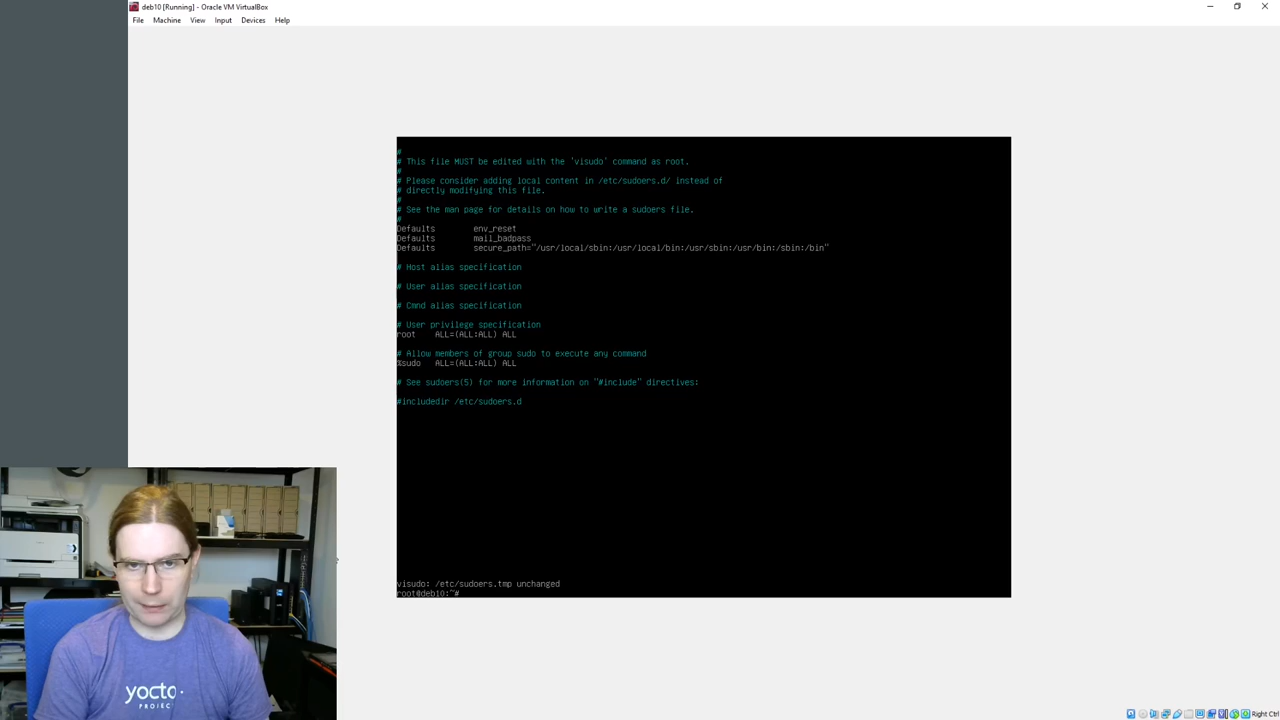 deb10 [Running] - Oracle VM VirtualBox
File Machine View Input Devices Help
#
# This file MUST be edited with the 'visudo' command as root.
#
# Please consider adding local content in /etc/sudoers.d/ instead of
# directly modifying this file.
#
# See the man page for details on how to write a sudoers file.
#
Defaults env_reset
Defaults mail_badpass
Defaults secure_path="/usr/local/sbin:/usr/local/bin:/usr/sbin:/usr/bin:/sbin:/bin"
# Host alias specification
# User alias specification
# Cmnd alias specification
# User privilege specification
root ALL=(ALL:ALL) ALL
# Allow members of group sudo to execute any command
%sudo ALL=(ALL:ALL) ALL
# See sudoers(5) for more information on "#include" directives:
#includedir /etc/sudoers.d
visudo: /etc/sudoers.tmp unchanged
root@deb10:~#
yocto
PROJEC
Right Ctrl